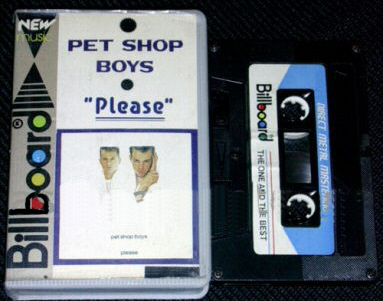 NEW
music
Billboard
®
PET SHOP
BOYS
"Please"
pet shop boys
please
Billboard
THE ONE AND THE BEST
DIRECT METAL MASTERING